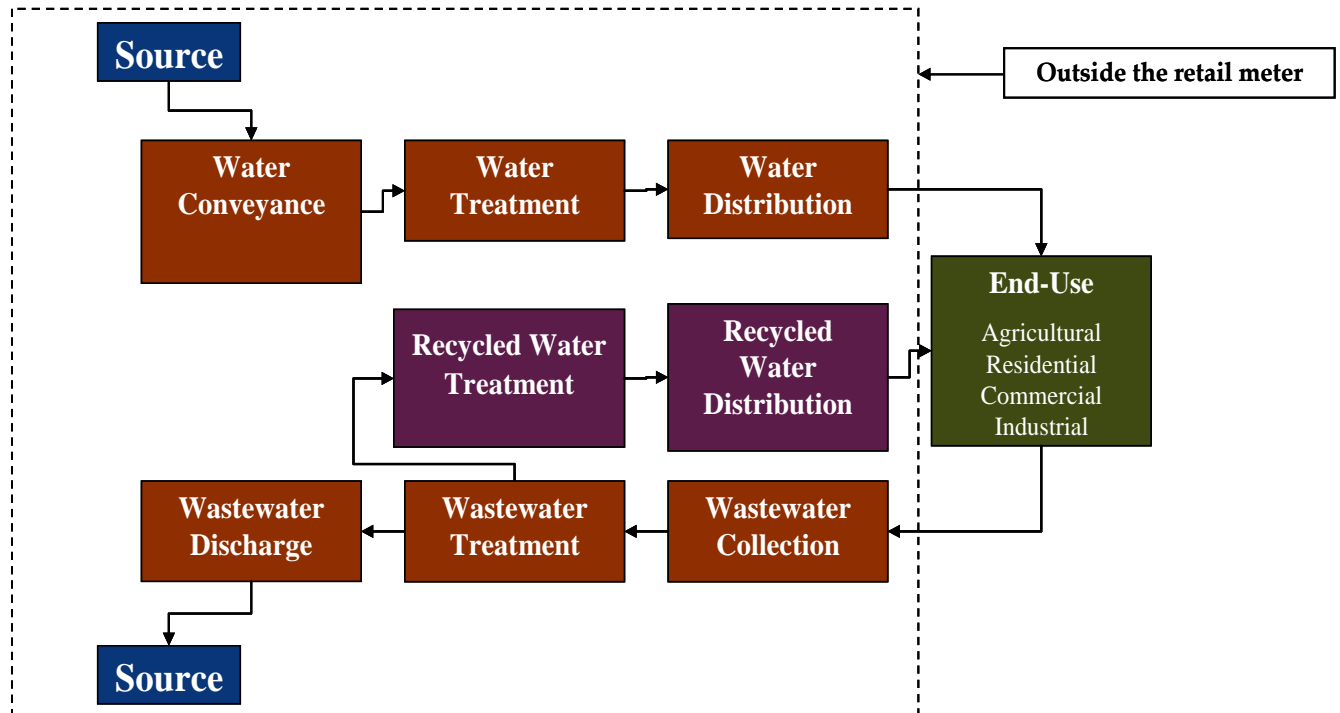 Source
Outside the retail meter
Water
Conveyance
Water
Treatment
Water
Distribution
End-Use
Agricultural
Residential
Commercial
Industrial
Recycled Water
Treatment
Recycled
Water
Distribution
Wastewater
Discharge
Wastewater
Treatment
Wastewater
Collection
Source